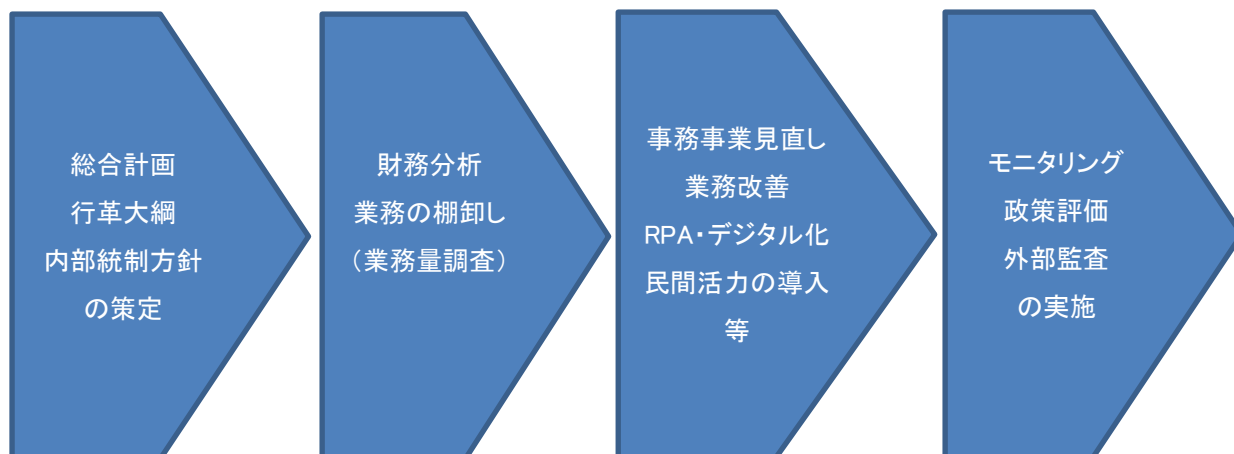 総合計画
行革大綱
内部統制方針
の策定
財務分析
業務の棚卸し
（業務量調査）
事務事業見直し
業務改善
RPA・デジタル化
民間活力の導入
等
モニタリング
政策評価
外部監査
の実施